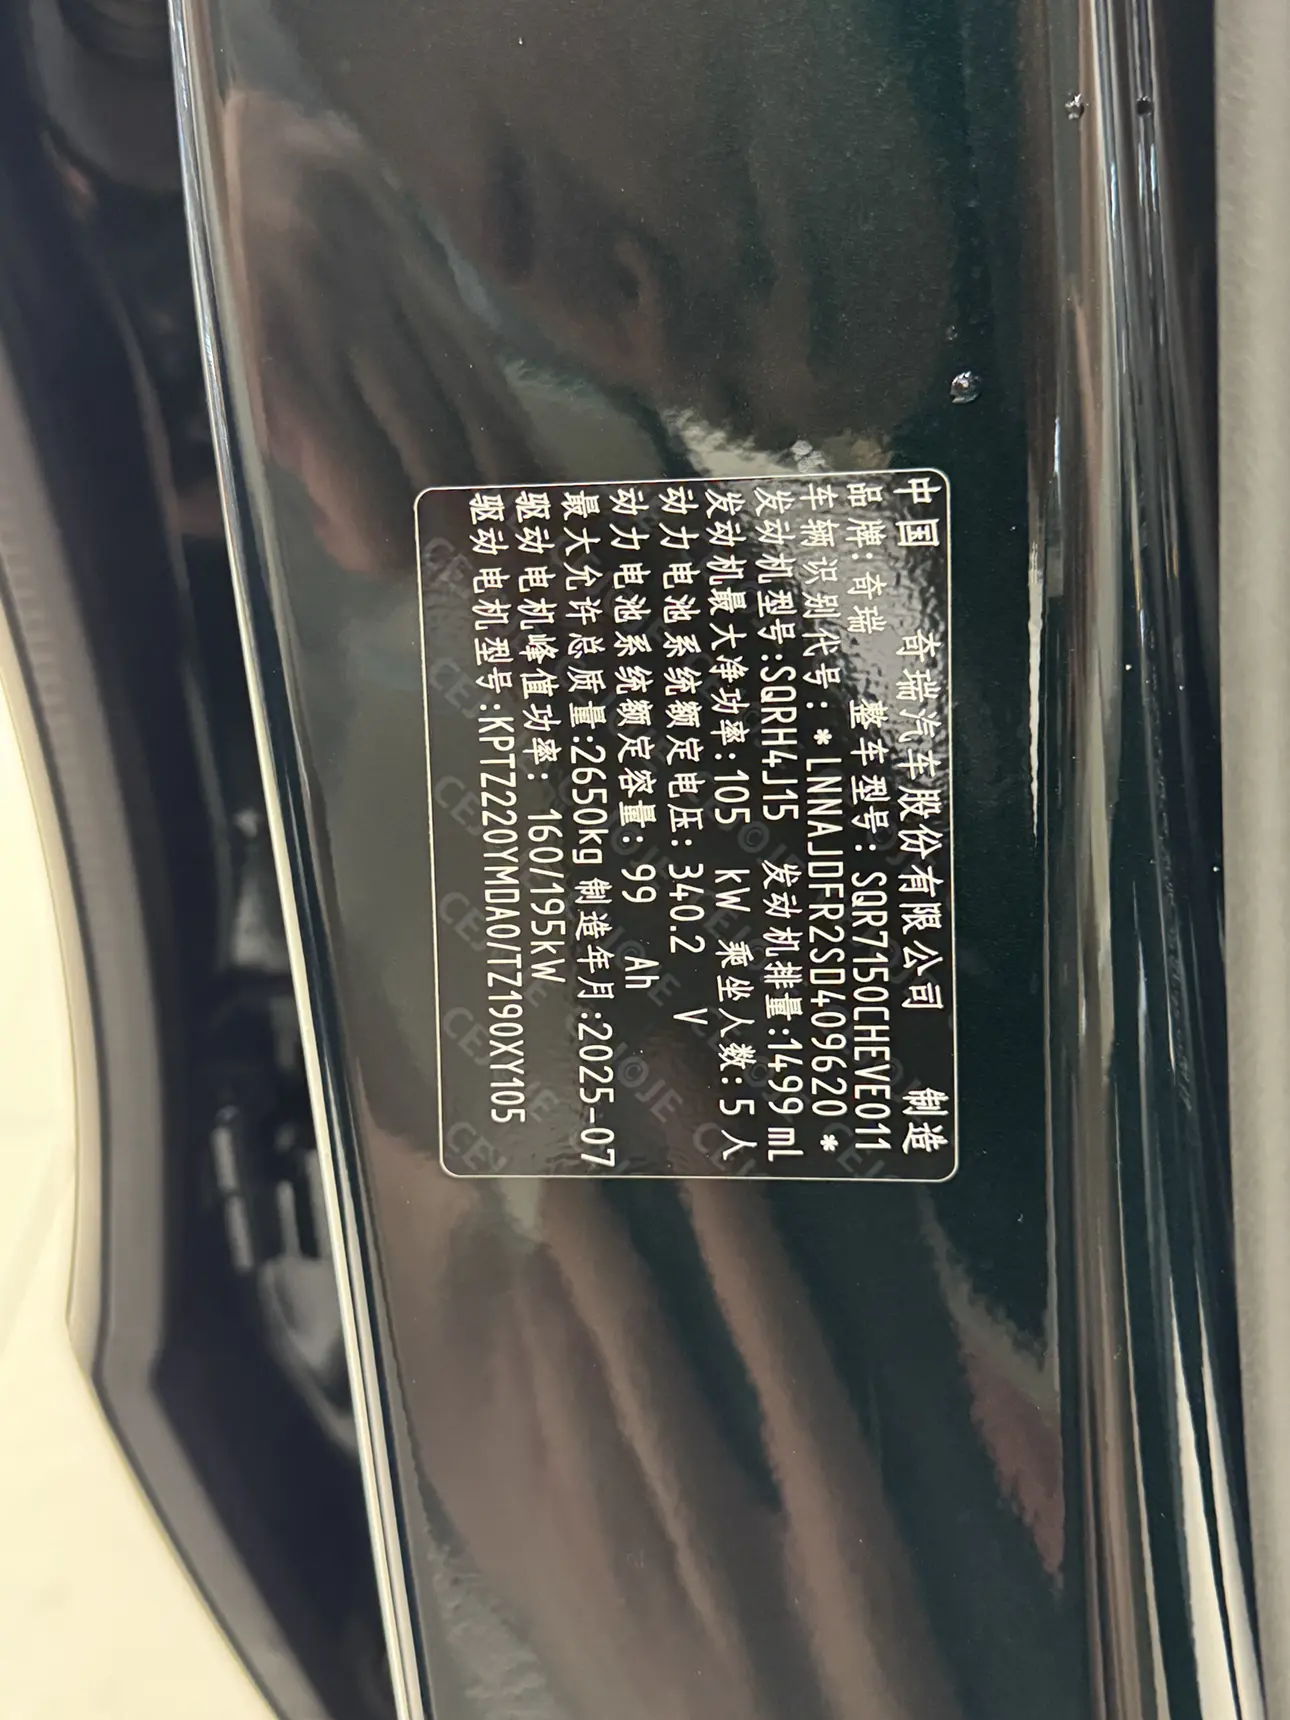 中国 奇瑞汽车股份有限公司 制造
品牌:奇瑞 整车型号:SQR7150CHEVE011
车辆识别代号:*LNNAJDFR2SD409620*
发动机型号:SQRH4J15 发动机排量:1499 mL
发动机最大净功率:105 kW 乘坐人数:5人
动力电池系统额定电压:340.2 V
动力电池系统额定容量:99 Ah
最大允许总质量:2650kg 制造年月:2025-07
驱动电机峰值功率:160/195kW
驱动电机型号:KPTZ220YMDA0/TZ190XY105